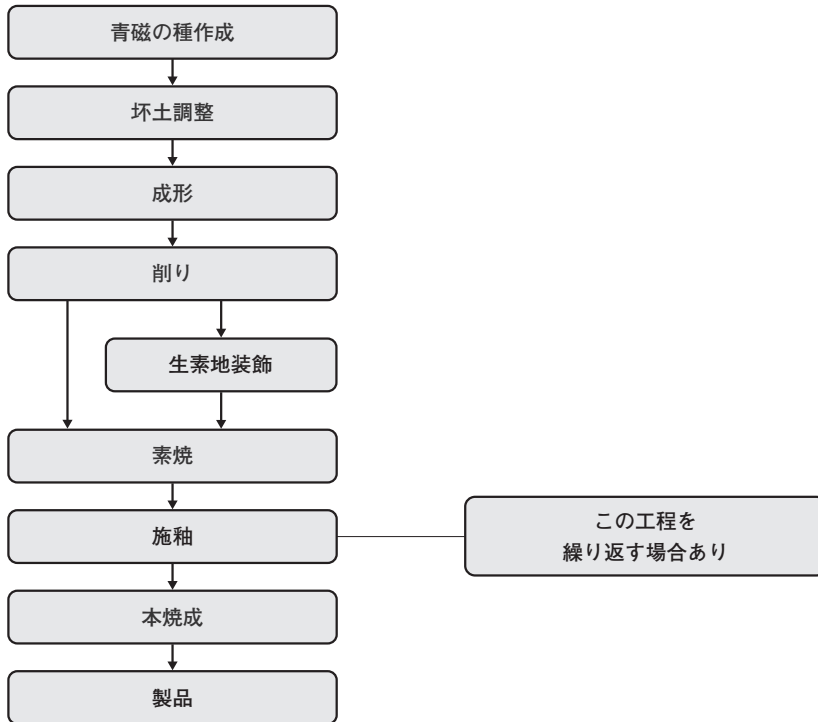 青磁の種作成
坏土調整
成形
削り
生素地装飾
素焼
施釉
この工程を
繰り返す場合あり
本焼成
製品